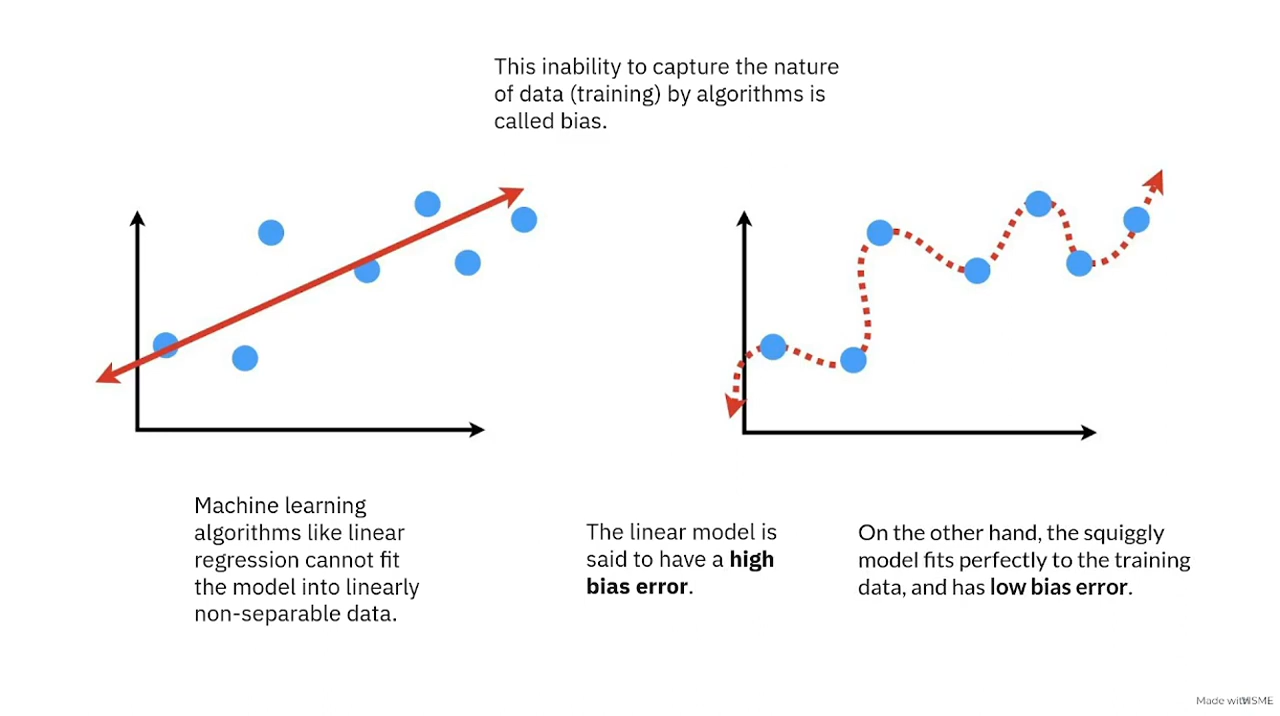 This inability to capture the nature
of data (training) by algorithms is
called bias.
Machine learning
algorithms like linear
regression cannot fit
the model into linearly
non-separable data.
The linear model is
said to have a high
bias error.
On the other hand, the squiggly
model fits perfectly to the training
data, and has low bias error.
Made with